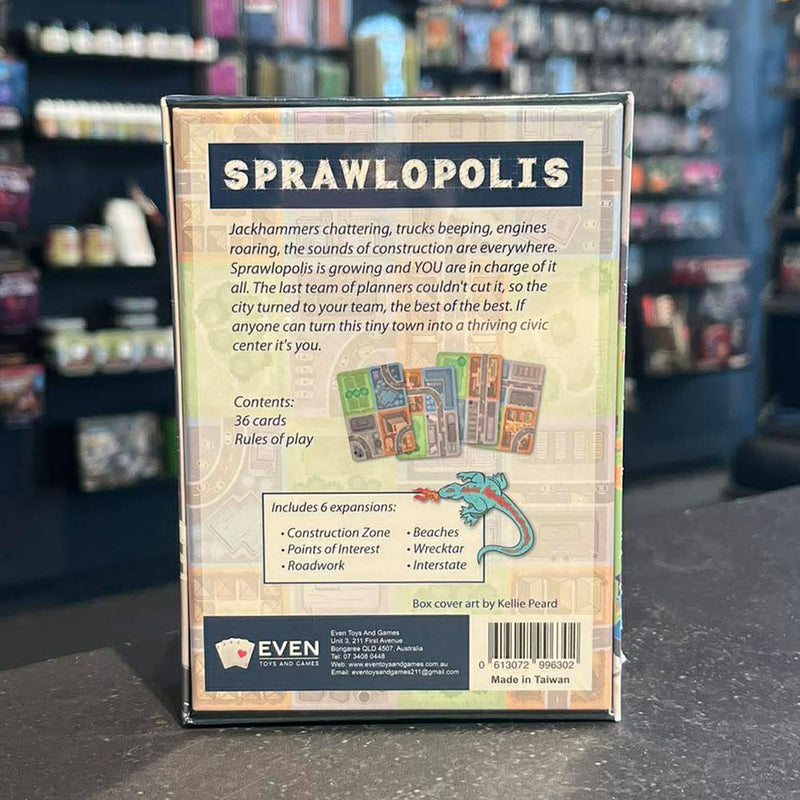 SPRAWLOPOLIS
Jackhammers chattering, trucks beeping, engines
roaring, the sounds of construction are everywhere.
Sprawlopolis is growing and YOU are in charge of it
all. The last team of planners couldn't cut it, so the
city turned to your team, the best of the best. If
anyone can turn this tiny town into a thriving civic
center it's you.
Contents:
36 cards
Rules of play
Includes 6 expansions:
• Construction Zone
• Points of Interest
• Roadwork
• Beaches
• Wrecktar
• Interstate
Box cover art by Kellie Peard
EVEN
TOYS AND GAMES
Even Toys And Games
Unit 3, 211 First Avenue
Bongaree QLD 4507, Australia
Tel: 07 3408 0448
Web: www.eventoysandgames.com.au
Email: eventoysandgames211@gmail.com
0 613072 996302
Made in Taiwan